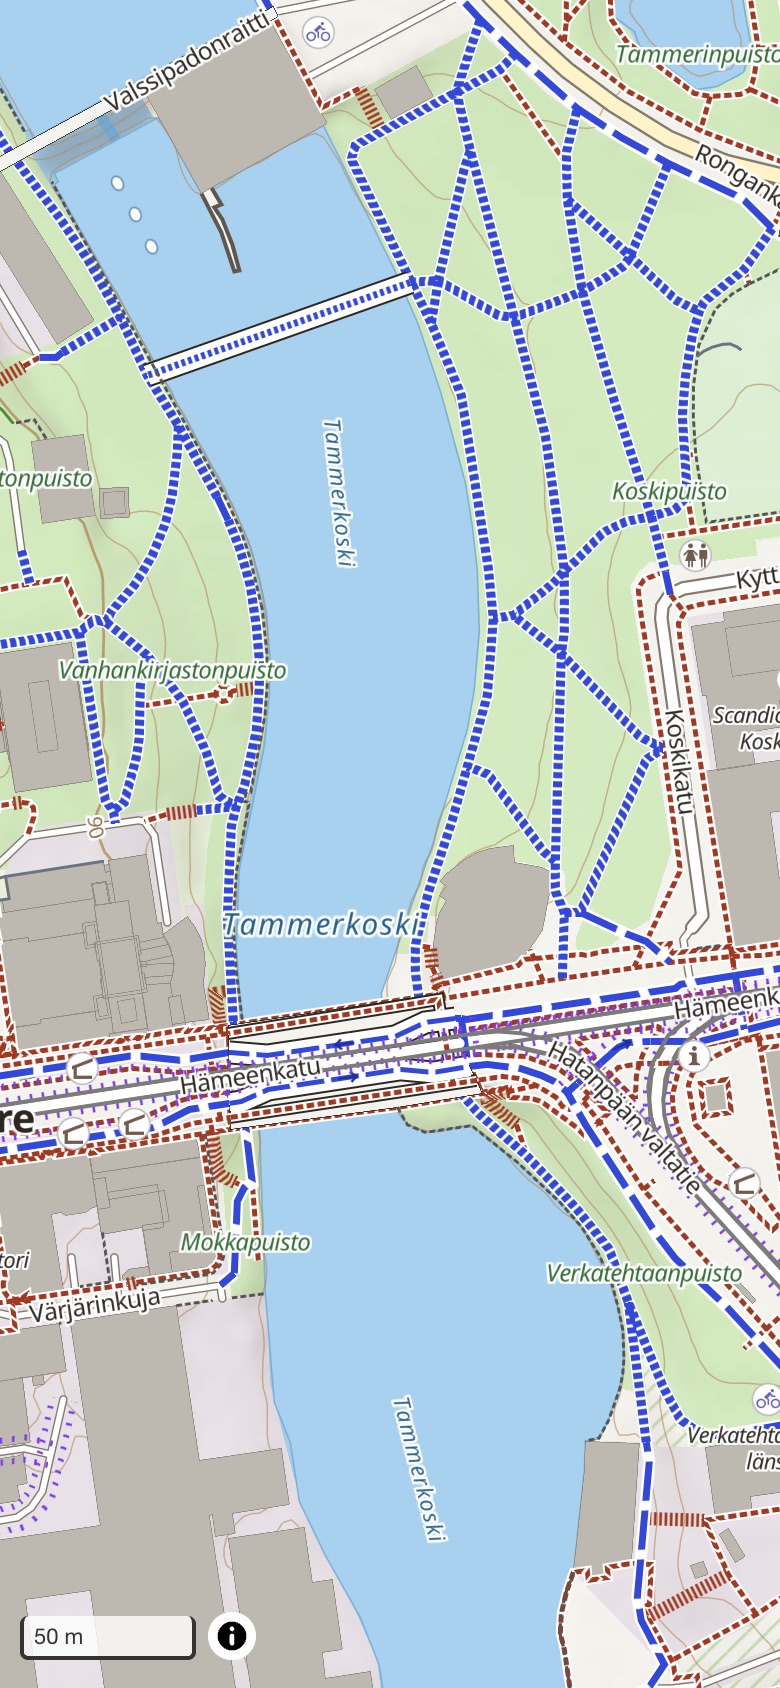 Valssipadonraitti
Tammerinpuisto
Tammerkoski
tonpuisto
Koskipuisto
Kytt
Vanhankirjastonpuisto
Koskikatu
Scandic
Kosk
90
Tammerkoski
Hämeenk
Hämeenkatu
Hatanpään valtatie
re
Mokkapuisto
tori
Verkatehtaanpuisto
Värjärinkuja
Tammerkoski
Verkatehta
läns
50 m